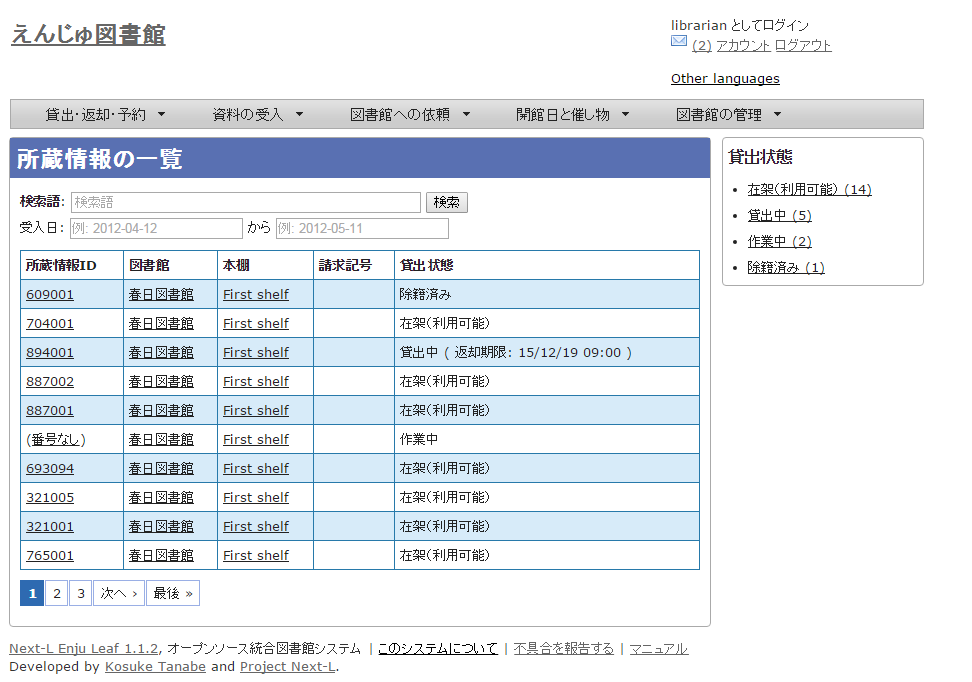 えんじゅ図書館
librarian としてログイン
(2) アカウント ログアウト
Other languages
貸出・返却・予約 ▼ 資料の受入 ▼ 図書館への依頼 ▼ 開館日と催し物 ▼ 図書館の管理 ▼
所蔵情報の一覧
検索語: 検索語 検索
受入日: 例: 2012-04-12 から 例: 2012-05-11
所蔵情報ID 図書館 本棚 請求記号 貸出状態
609001 春日図書館 First shelf 除籍済み
704001 春日図書館 First shelf 在架(利用可能)
894001 春日図書館 First shelf 貸出中 ( 返却期限: 15/12/19 09:00 )
887002 春日図書館 First shelf 在架(利用可能)
887001 春日図書館 First shelf 在架(利用可能)
(番号なし) 春日図書館 First shelf 作業中
693094 春日図書館 First shelf 在架(利用可能)
321005 春日図書館 First shelf 在架(利用可能)
321001 春日図書館 First shelf 在架(利用可能)
765001 春日図書館 First shelf 在架(利用可能)
1 2 3 次へ › 最後 »
貸出状態
• 在架(利用可能) (14)
• 貸出中 (5)
• 作業中 (2)
• 除籍済み (1)
Next-L Enju Leaf 1.1.2, オープンソース統合図書館システム | このシステムについて | 不具合を報告する | マニュアル
Developed by Kosuke Tanabe and Project Next-L.